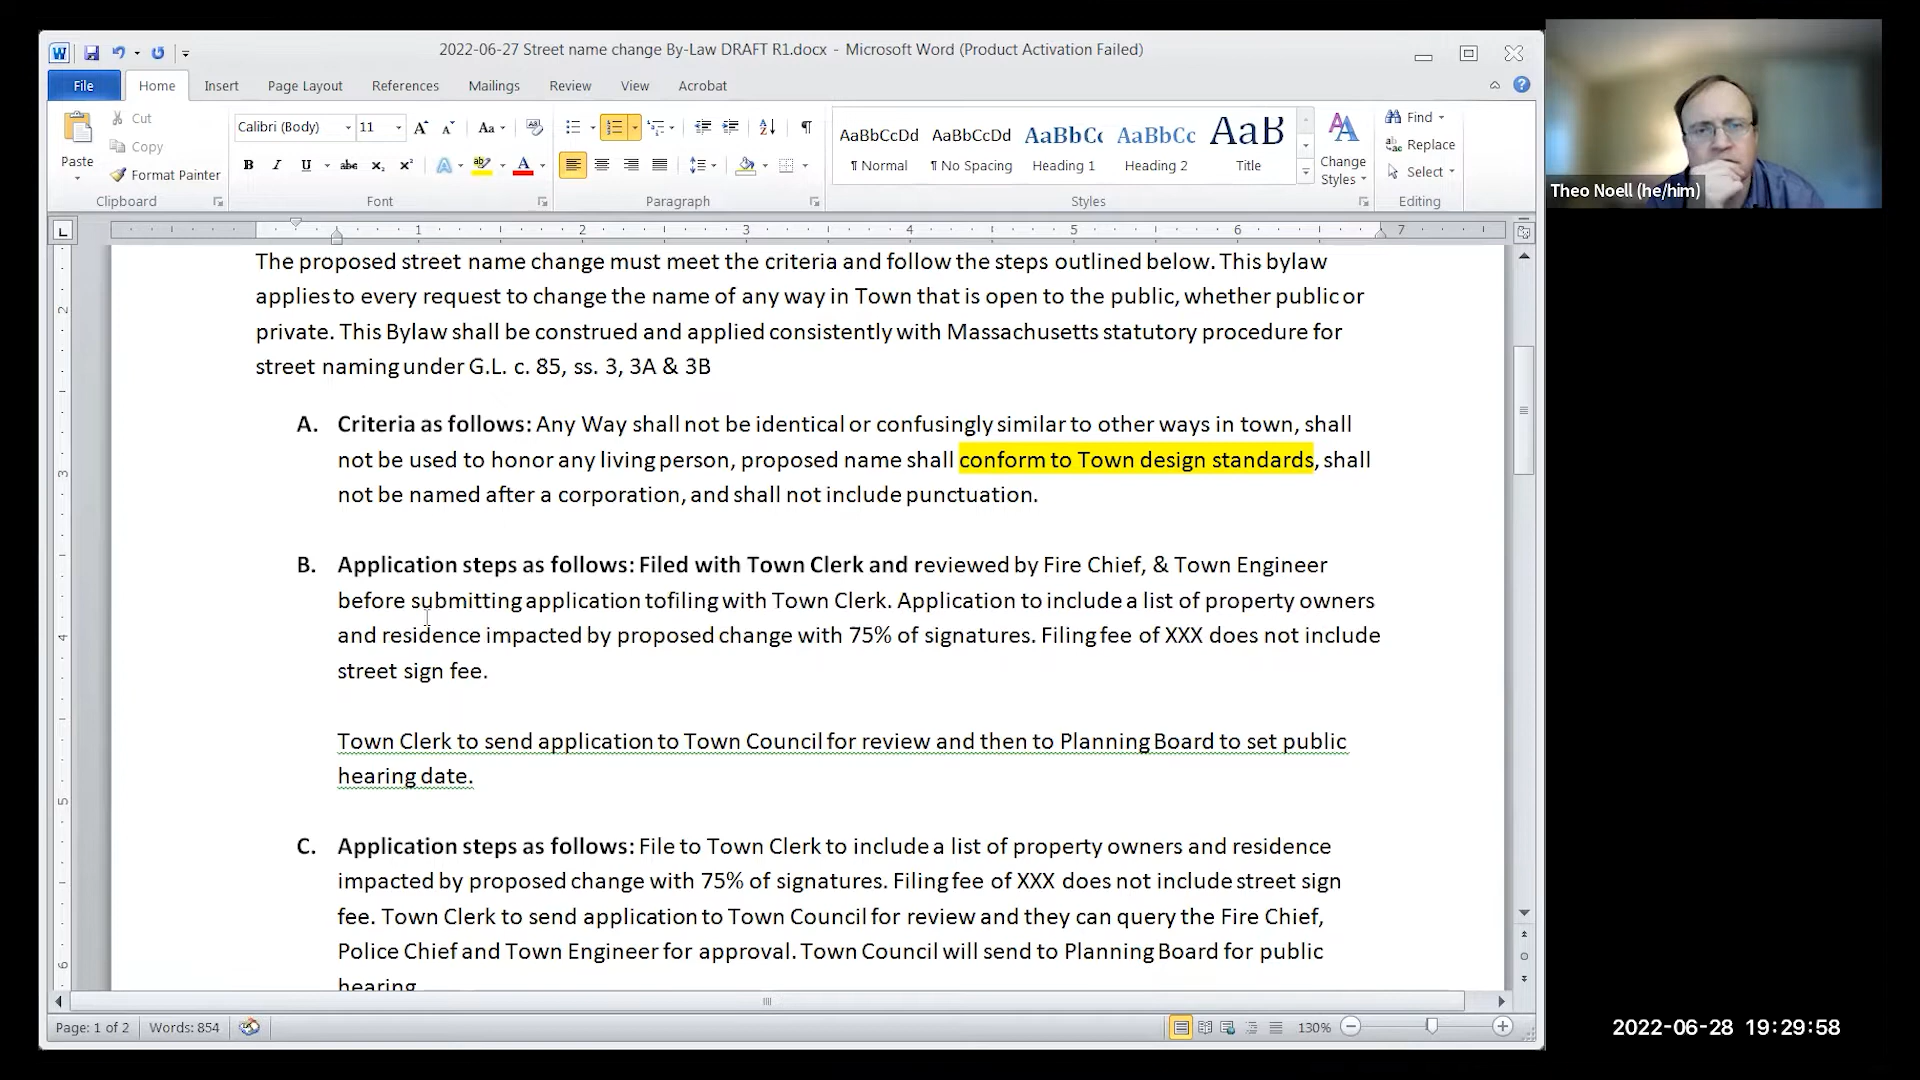 2022-06-27 Street name change By-Law DRAFT R1.docx - Microsoft Word (Product Activation Failed)
File Home Insert Page Layout References Mailings Review View Acrobat
Cut
Copy
Paste
Format Painter
Clipboard
Calibri (Body) 11
Font
Paragraph
AaBbCcDd AaBbCcDd AaBbCc AaBbCc AaB
¶ Normal ¶ No Spacing Heading 1 Heading 2 Title
Change
Styles
Styles
Find
Replace
Select
Editing
Theo Noell (he/him)
1 2 3 4 5 6 7
The proposed street name change must meet the criteria and follow the steps outlined below. This bylaw
applies to every request to change the name of any way in Town that is open to the public, whether public or
private. This Bylaw shall be construed and applied consistently with Massachusetts statutory procedure for
street naming under G.L. c. 85, ss. 3, 3A & 3B
A. Criteria as follows: Any Way shall not be identical or confusingly similar to other ways in town, shall
not be used to honor any living person, proposed name shall conform to Town design standards, shall
not be named after a corporation, and shall not include punctuation.
B. Application steps as follows: Filed with Town Clerk and reviewed by Fire Chief, & Town Engineer
before submitting application tofiling with Town Clerk. Application to include a list of property owners
and residence impacted by proposed change with 75% of signatures. Filing fee of XXX does not include
street sign fee.
Town Clerk to send application to Town Council for review and then to Planning Board to set public
hearing date.
C. Application steps as follows: File to Town Clerk to include a list of property owners and residence
impacted by proposed change with 75% of signatures. Filing fee of XXX does not include street sign
fee. Town Clerk to send application to Town Council for review and they can query the Fire Chief,
Police Chief and Town Engineer for approval. Town Council will send to Planning Board for public
hearing
2
3
4
5
6
Page: 1 of 2 Words: 854
130%
2022-06-28 19:29:58